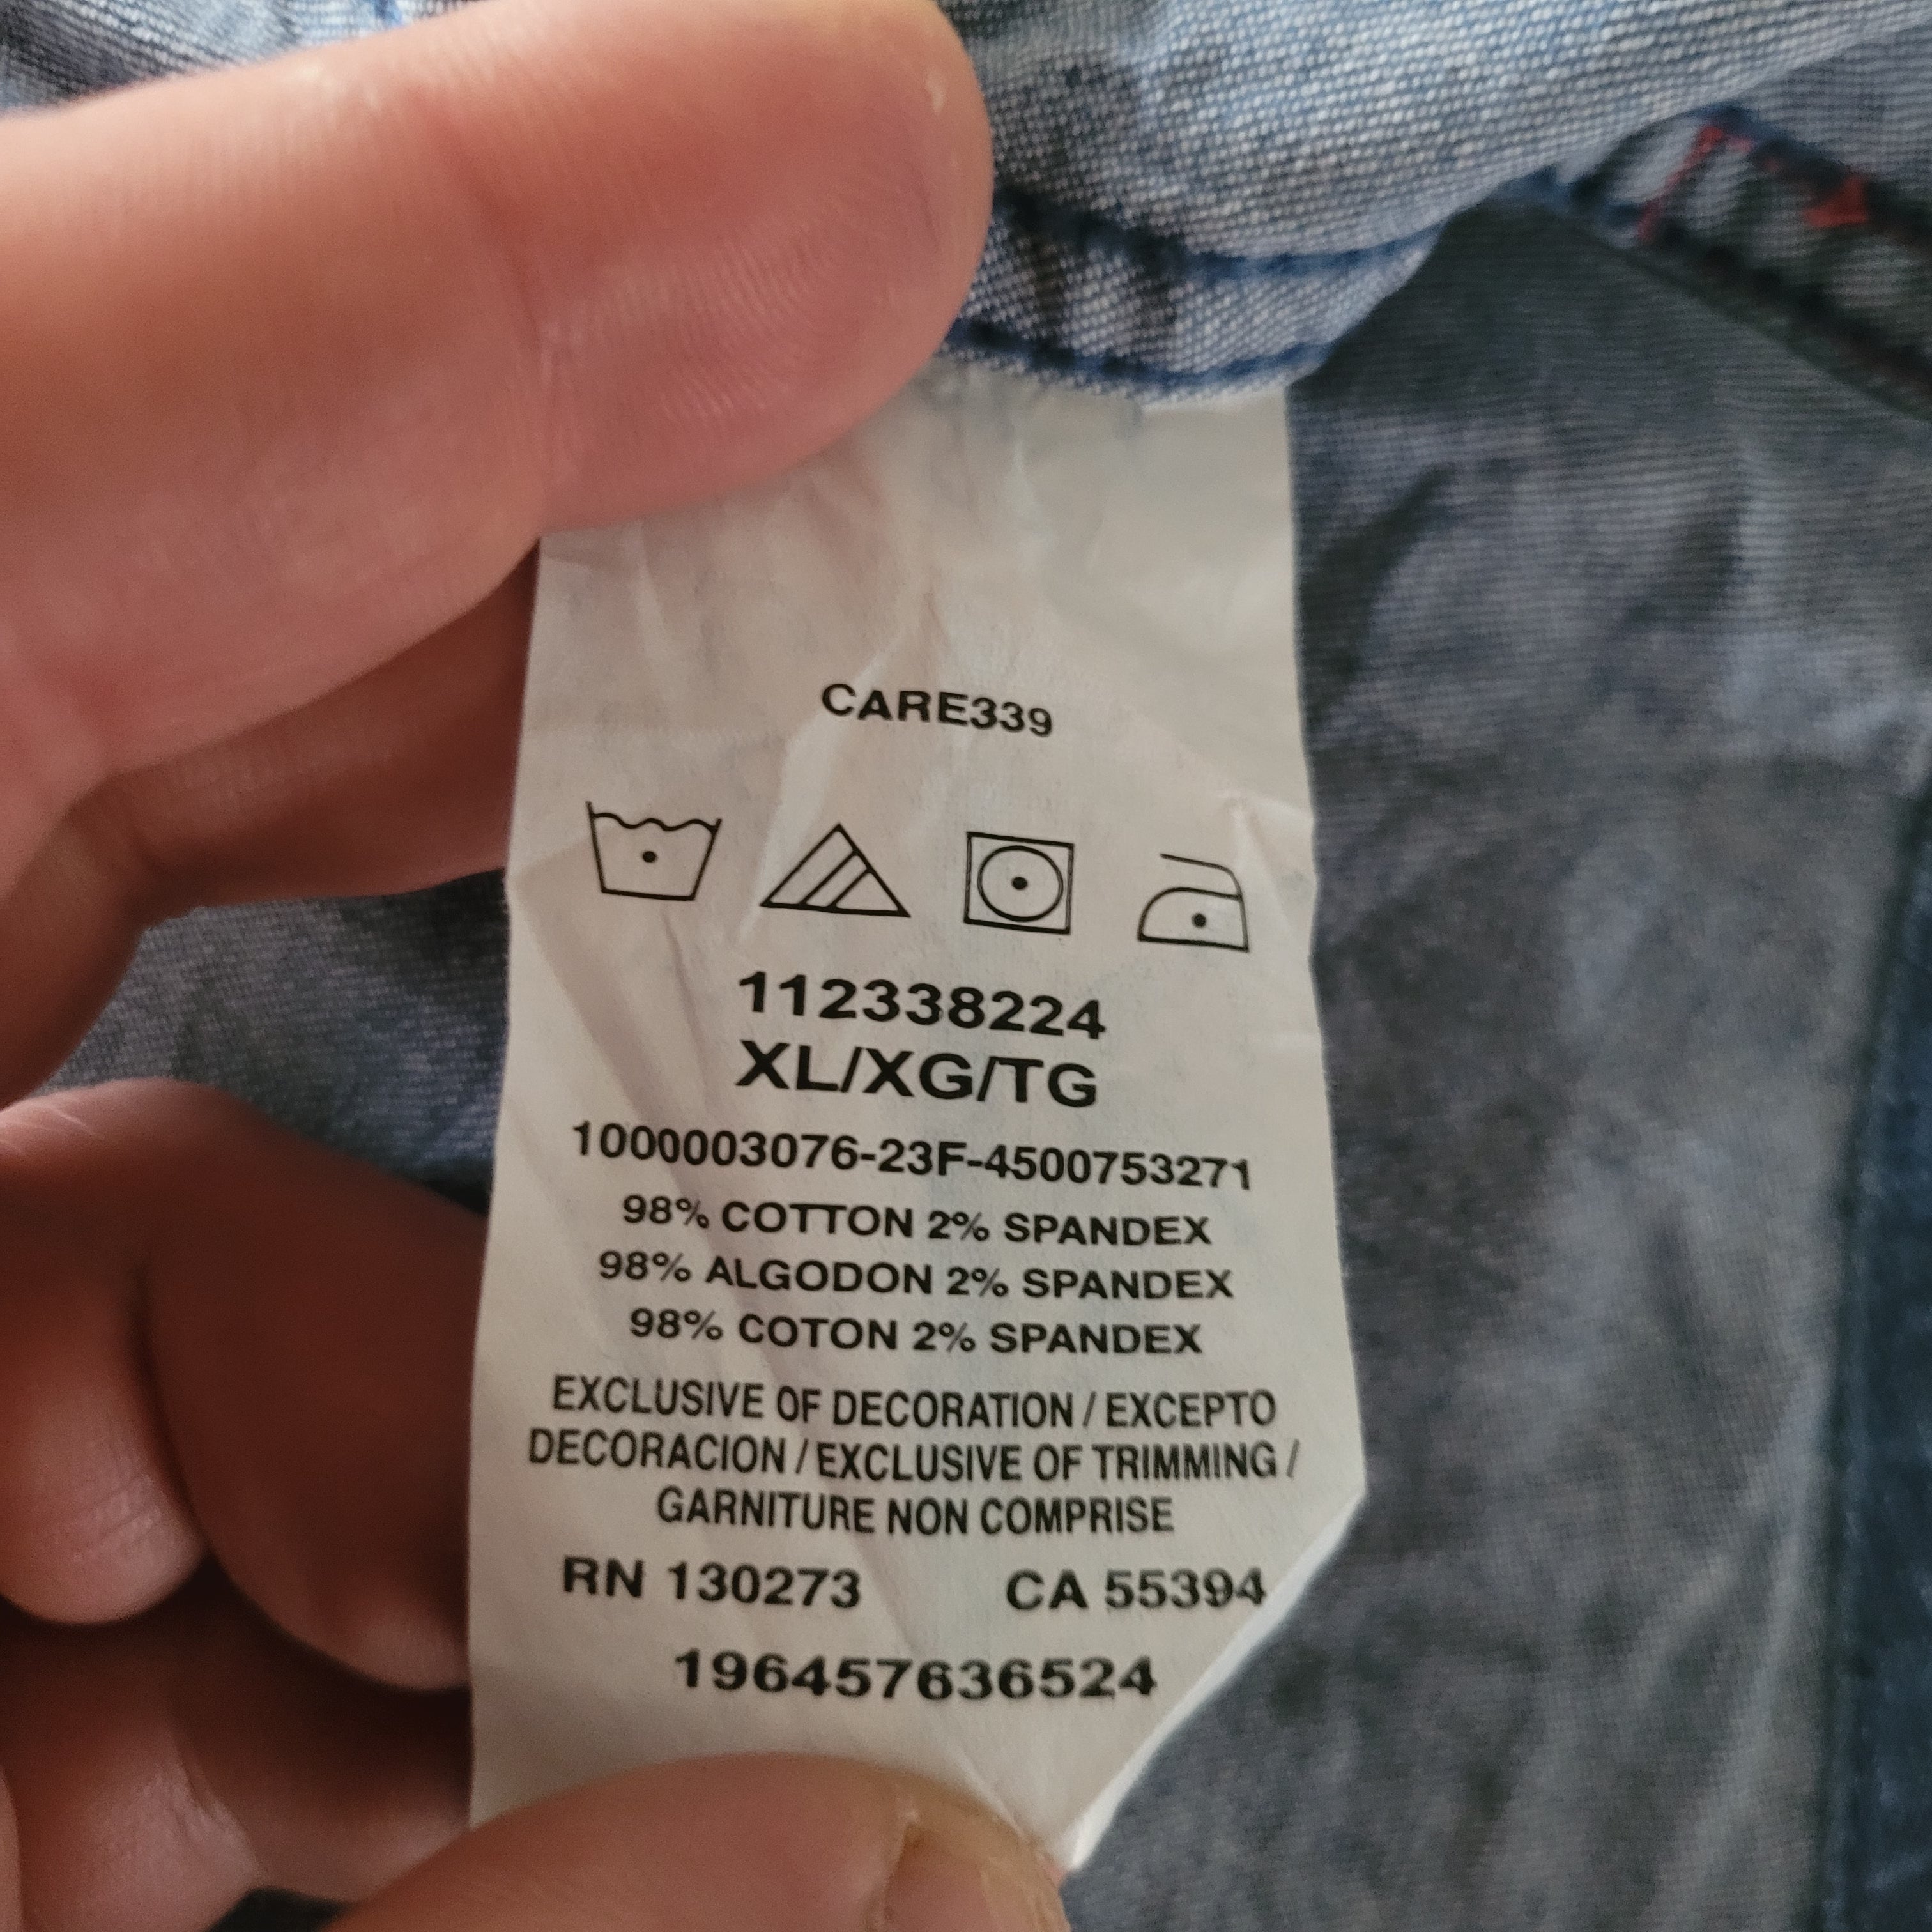 CARE339
112338224
XL/XG/TG
1000003076-23F-4500753271
98% COTTON 2% SPANDEX
98% ALGODON 2% SPANDEX
98% COTON 2% SPANDEX
EXCLUSIVE OF DECORATION / EXCEPTO
DECORACION / EXCLUSIVE OF TRIMMING /
GARNITURE NON COMPRISE
RN 130273 CA 55394
196457636524